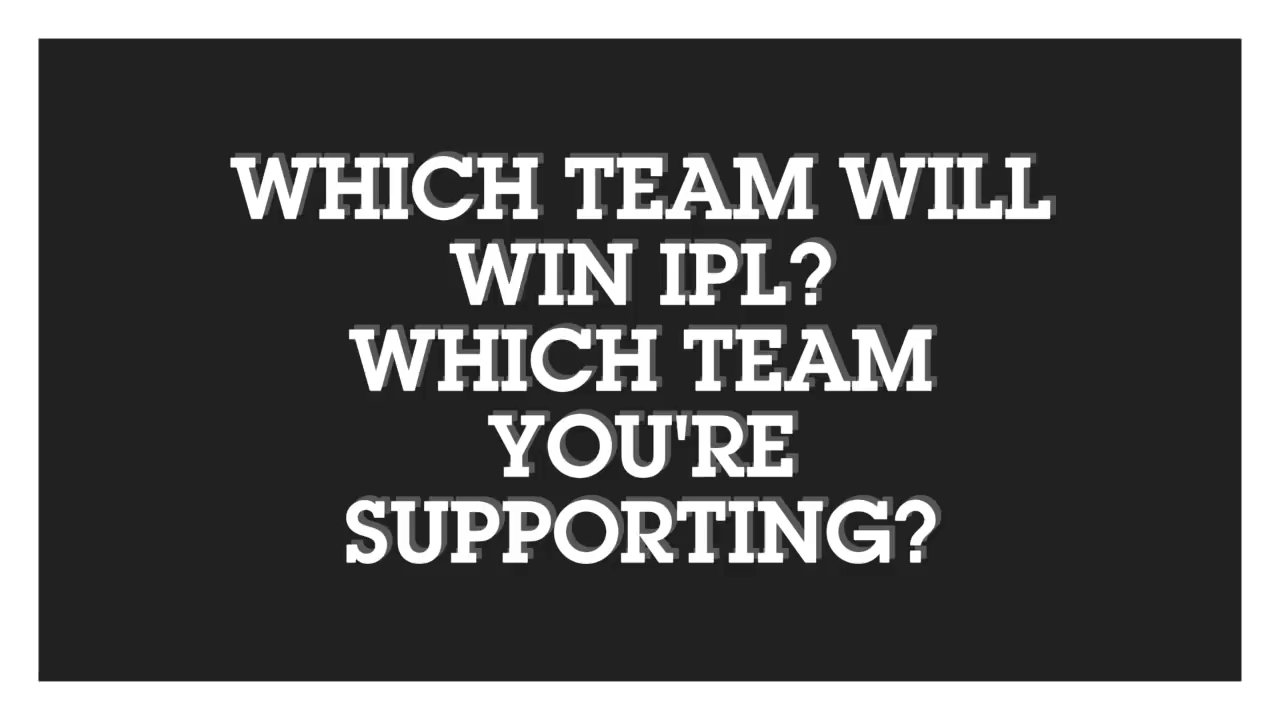 WHICH TEAM WILL
WIN IPL?
WHICH TEAM
YOU'RE
SUPPORTING?